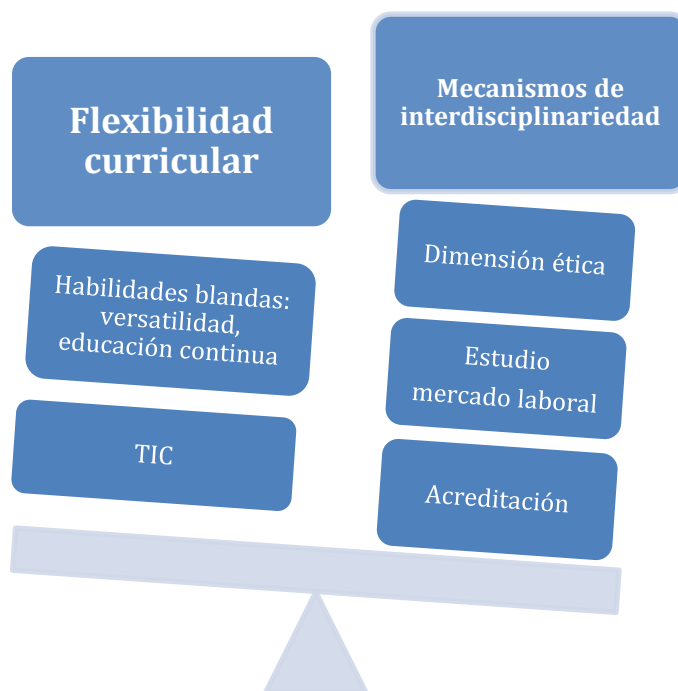 Flexibilidad
curricular
Habilidades blandas:
versatilidad,
educación continua
TIC
Mecanismos de
interdisciplinariedad
Dimensión ética
Estudio
mercado laboral
Acreditación